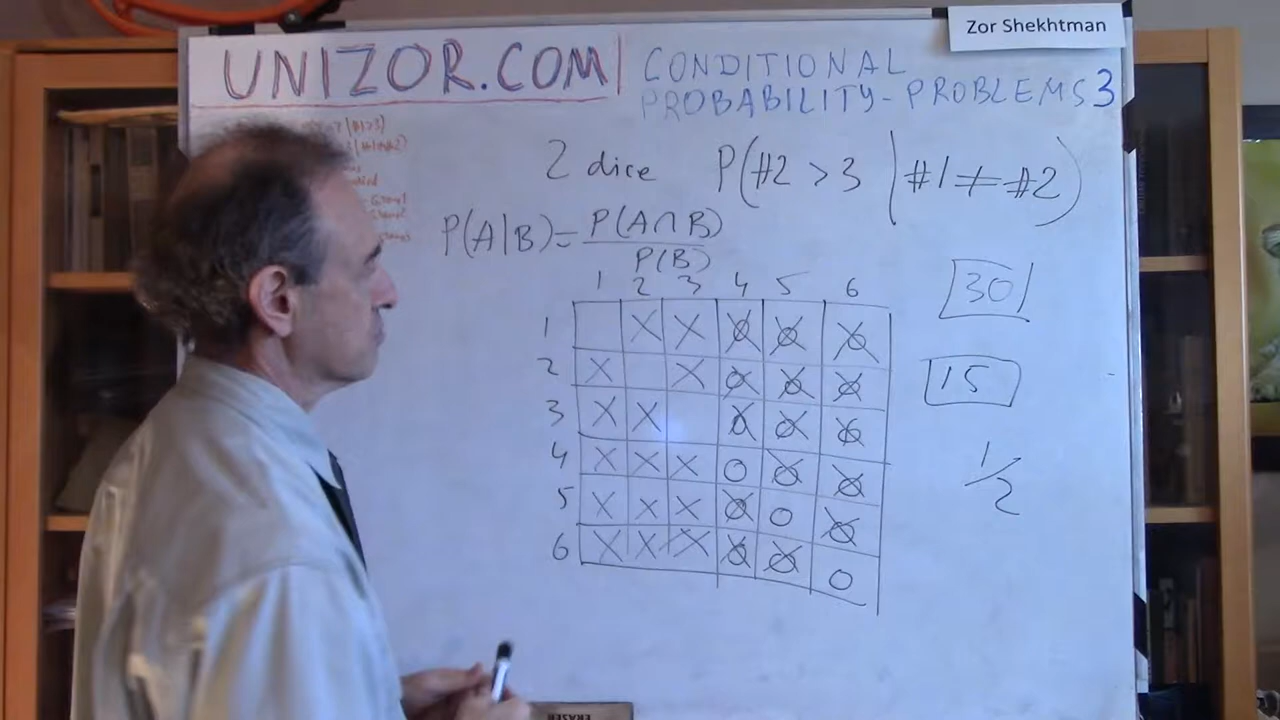 Zor Shekhtman
UNIZOR.COM
CONDITIONAL
PROBABILITY-PROBLEMS 3
2 dice P(#2 > 3 | #1 ≠ #2)
P(A|B) = P(A∩B)
P(B)
1 2 3 4 5 6
1 X X Ø Ø Ø
2 X X Ø Ø Ø
3 X X Ø Ø Ø
4 X X X O Ø Ø
5 X X X Ø O Ø
6 X X X Ø Ø O
30
15
1/2
ERASER